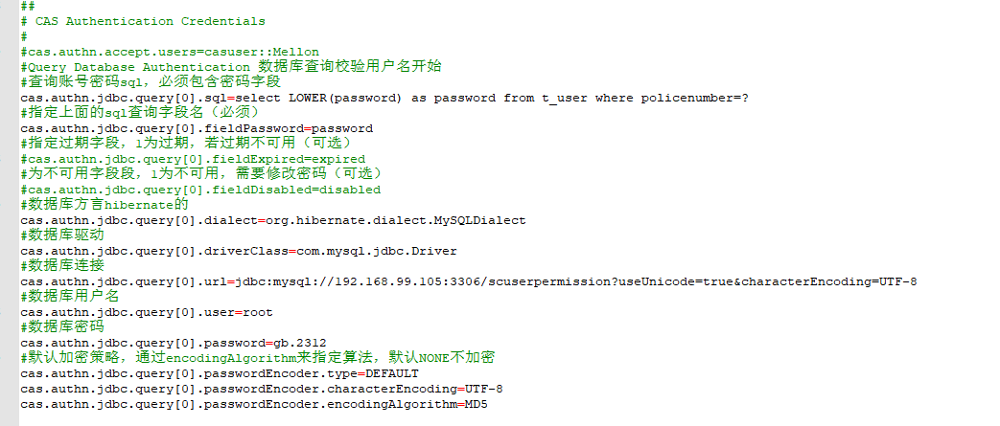 ##
# CAS Authentication Credentials
#
#cas.authn.accept.users=casuser::Mellon
#Query Database Authentication 数据库查询校验用户名开始
#查询账号密码sql，必须包含密码字段
cas.authn.jdbc.query[0].sql=select LOWER(password) as password from t_user where policenumber=?
#指定上面的sql查询字段名（必须）
cas.authn.jdbc.query[0].fieldPassword=password
#指定过期字段，1为过期，若过期不可用（可选）
#cas.authn.jdbc.query[0].fieldExpired=expired
#为不可用字段段，1为不可用，需要修改密码（可选）
#cas.authn.jdbc.query[0].fieldDisabled=disabled
#数据库方言hibernate的
cas.authn.jdbc.query[0].dialect=org.hibernate.dialect.MySQLDialect
#数据库驱动
cas.authn.jdbc.query[0].driverClass=com.mysql.jdbc.Driver
#数据库连接
cas.authn.jdbc.query[0].url=jdbc:mysql://192.168.99.105:3306/scuserpermission?useUnicode=true&characterEncoding=UTF-8
#数据库用户名
cas.authn.jdbc.query[0].user=root
#数据库密码
cas.authn.jdbc.query[0].password=gb.2312
#默认加密策略，通过encodingAlgorithm来指定算法，默认NONE不加密
cas.authn.jdbc.query[0].passwordEncoder.type=DEFAULT
cas.authn.jdbc.query[0].passwordEncoder.characterEncoding=UTF-8
cas.authn.jdbc.query[0].passwordEncoder.encodingAlgorithm=MD5